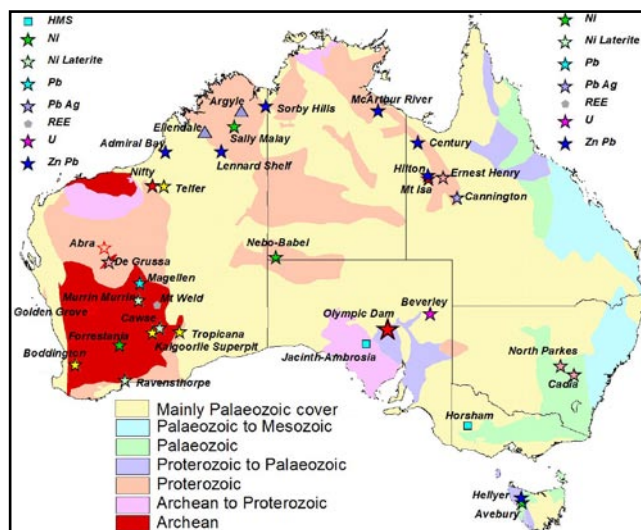 HMS
Ni
Ni Laterite
Pb
Pb Ag
REE
U
Zn Pb
Ni
Ni Laterite
Pb
Pb Ag
REE
U
Zn Pb
Argyle
Sorby Hills
McArthur River
Ellendale
Sally Malay
Admiral Bay
Lennard Shelf
Century
Nifty
Telfer
Hilton
Ernest Henry
Mt Isa
Cannington
Abra
De Grussa
Nebo-Babel
Magellen
Murrin Murrin
Mt Weld
Golden Grove
Cawse
Olympic Dam
Beverley
Forrestania
Tropicana
Kalgoorlie Superpit
Jacinth-Ambrosia
Boddington
North Parkes
Cadia
Ravensthorpe
Horsham
Mainly Palaeozoic cover
Palaeozoic to Mesozoic
Palaeozoic
Proterozoic to Palaeozoic
Proterozoic
Archean to Proterozoic
Archean
Hellyer
Avebury